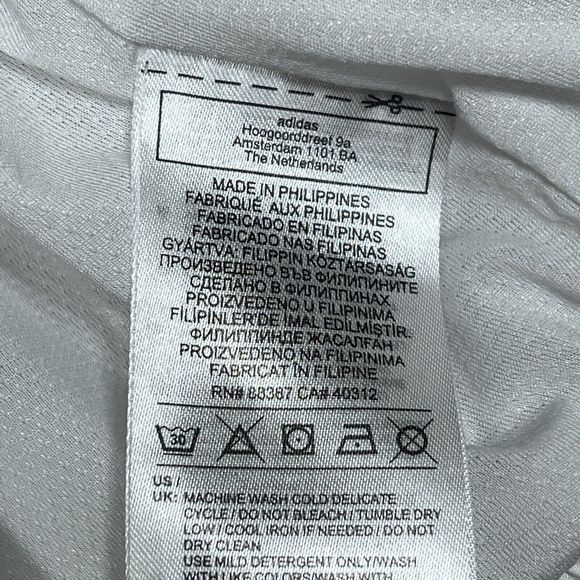 adidas
Hoogoorddreef 9a
Amsterdam 1101 BA
The Netherlands
MADE IN PHILIPPINES
FABRIQUÉ AUX PHILIPPINES
FABRICADO EN FILIPINAS
FABRICADO NAS FILIPINAS
GYÁRTVA: FILIPPIN KÖZTÁRSASÁG
ПРОИЗВЕДЕНО ВЪВ ФИЛИПИНИТЕ
СДЕЛАНО В ФИЛИППИНАХ
PROIZVEDENO U FILIPINIMA
FİLİPİNLER'DE İMAL EDİLMİŞTİR.
ФИЛИППИНДЕ ЖАСАЛҒАН
PROIZVEDENO NA FILIPINIMA
FABRICAT ÎN FILIPINE
RN# 88387 CA# 40312
30
US /
UK: MACHINE WASH COLD DELICATE
CYCLE / DO NOT BLEACH / TUMBLE DRY
LOW / COOL IRON IF NEEDED / DO NOT
DRY CLEAN
USE MILD DETERGENT ONLY/WASH
WITH LIKE COLORS/WASH WITH